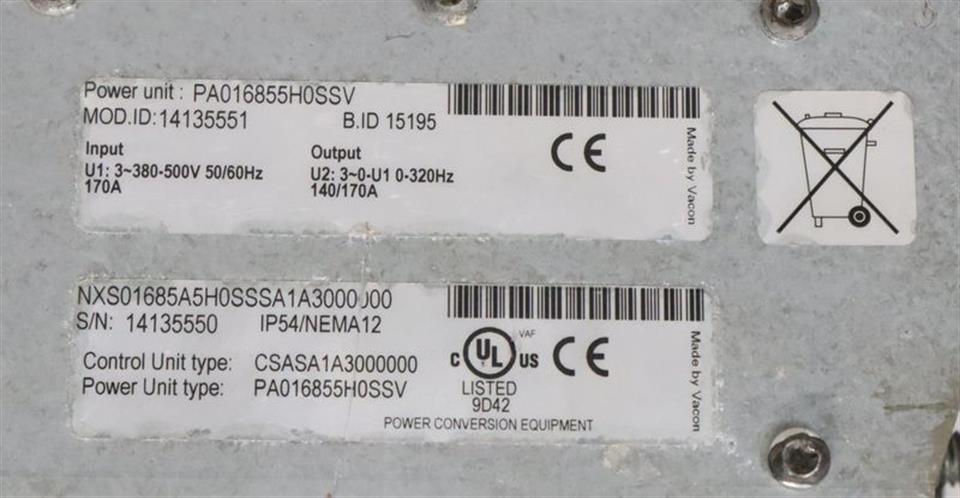 Power unit : PA016855H0SSV
MOD.ID:14135551 B.ID 15195
Input Output
U1: 3~380-500V 50/60Hz U2: 3~0-U1 0-320Hz
170A 140/170A
CE
Made by Vacon
S/N: 14135550 IP54/NEMA12
Control Unit type: CSASA1A3000000
Power Unit type: PA016855H0SSV
VAF
C UL US CE
LISTED
9D42
POWER CONVERSION EQUIPMENT
Made by Vacon